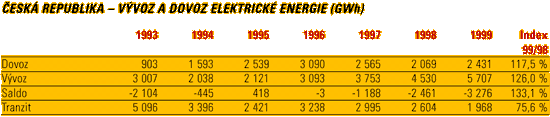 ČESKÁ REPUBLIKA – VÝVOZ A DOVOZ ELEKTRICKÉ ENERGIE (GWh)
1993 1994 1995 1996 1997 1998 1999 Index
99/98
Dovoz 903 1 593 2 539 3 090 2 565 2 069 2 431 117,5 %
Vývoz 3 007 2 038 2 121 3 093 3 753 4 530 5 707 126,0 %
Saldo -2 104 -445 418 -3 -1 188 -2 461 -3 276 133,1 %
Tranzit 5 096 3 396 2 421 3 238 2 995 2 604 1 968 75,6 %